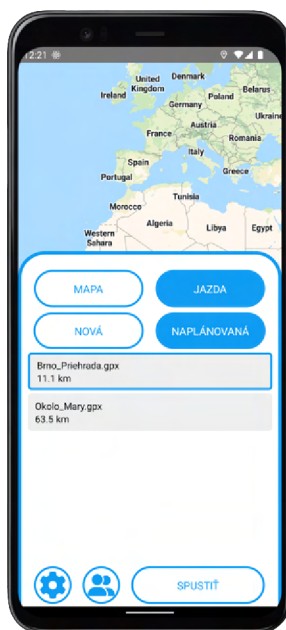 12:21
United Kingdom
Denmark
Ireland
Poland
Belarus
Germany
Ukraine
Austria
France
Romania
Italy
Spain
Portugal
Greece
Tunisia
Morocco
Algeria
Libya
Egypt
Western Sahara
MAPA
JAZDA
NOVÁ
NAPLÁNOVANÁ
Brno_Priehrada.gpx
11.1 km
Okolo_Mary.gpx
63.5 km
SPUSTIŤ